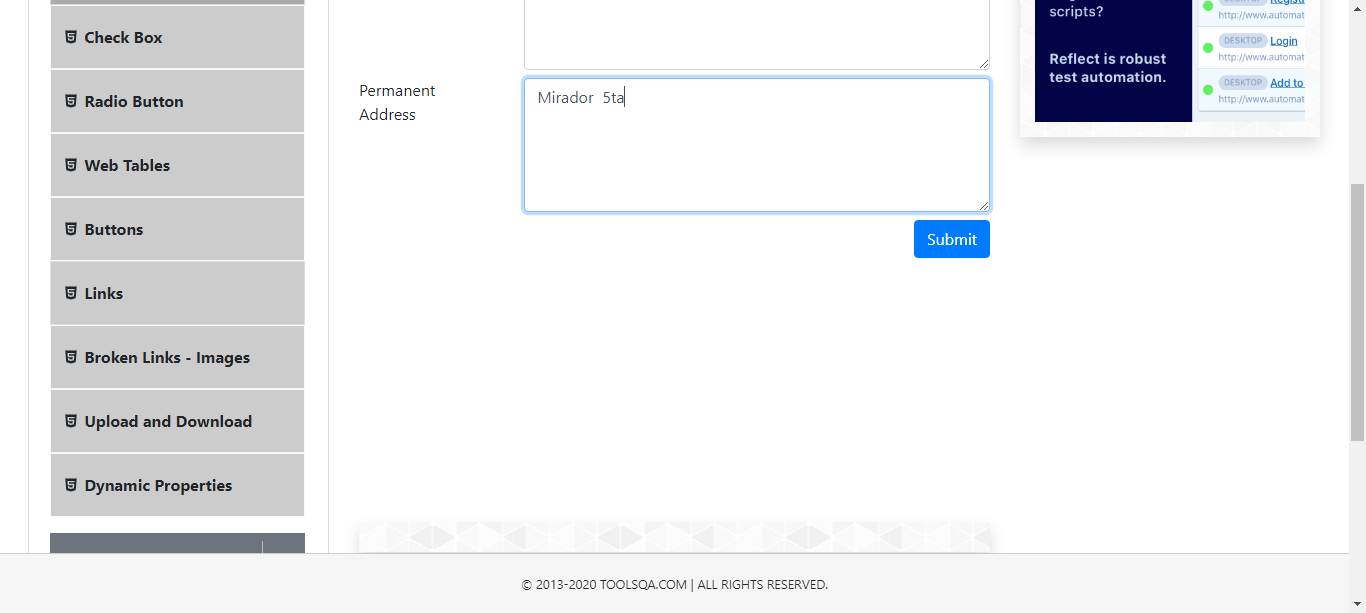 Check Box
Radio Button
Web Tables
Buttons
Links
Broken Links - Images
Upload and Download
Dynamic Properties
Permanent
Address
Mirador  5ta
Submit
scripts?
Reflect is robust
test automation.
http://www.automat
DESKTOP Login
http://www.automat
DESKTOP Add to
http://www.automat
© 2013-2020 TOOLSQA.COM | ALL RIGHTS RESERVED.